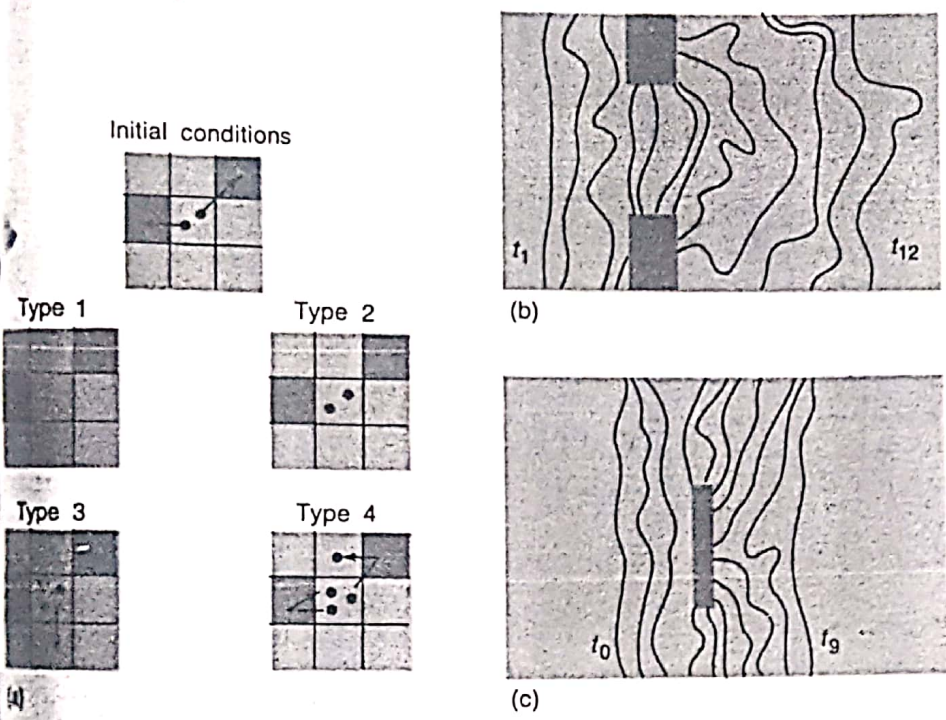 Initial conditions
Type 1
Type 2
Type 3
Type 4
t1
t12
(b)
t0
t9
(c)